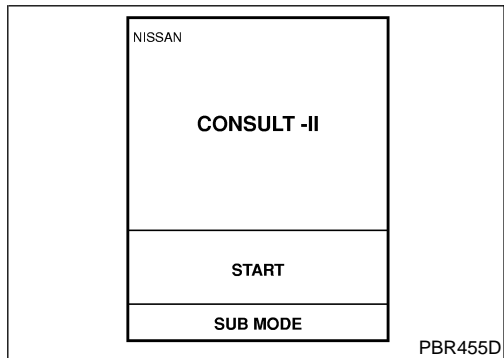 NISSAN
CONSULT -II
START
SUB MODE
PBR455D